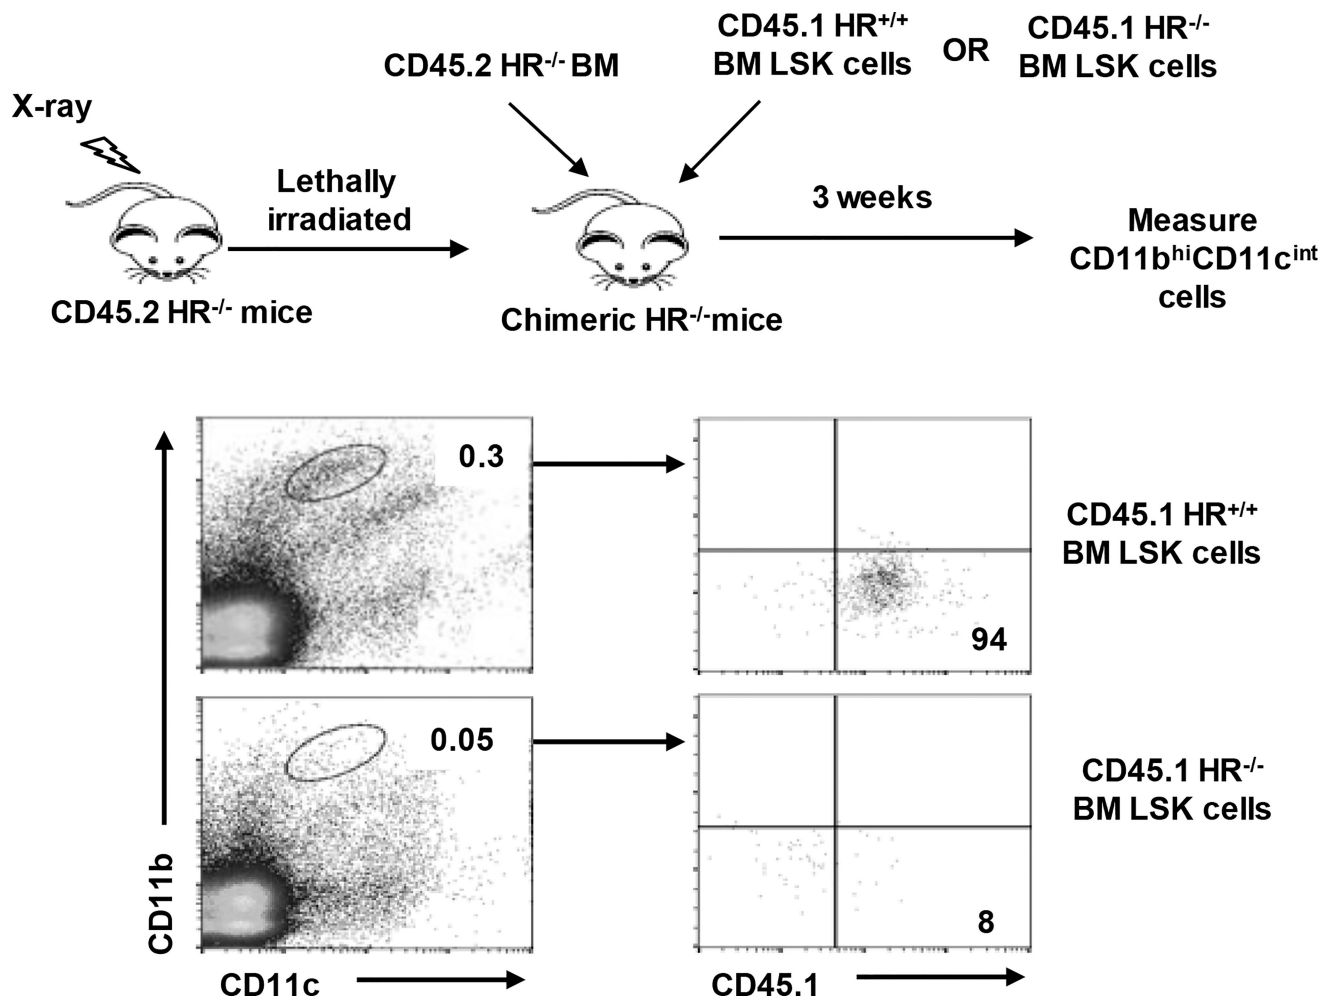 X-ray
CD45.2 HR-/- BM
CD45.1 HR+/+
BM LSK cells
OR
CD45.1 HR-/-
BM LSK cells
Lethally
irradiated
3 weeks
Measure
CD11bhiCD11cint
cells
CD45.2 HR-/- mice
Chimeric HR-/-mice
0.3
94
CD45.1 HR+/+
BM LSK cells
0.05
8
CD45.1 HR-/-
BM LSK cells
CD11b
CD11c
CD45.1